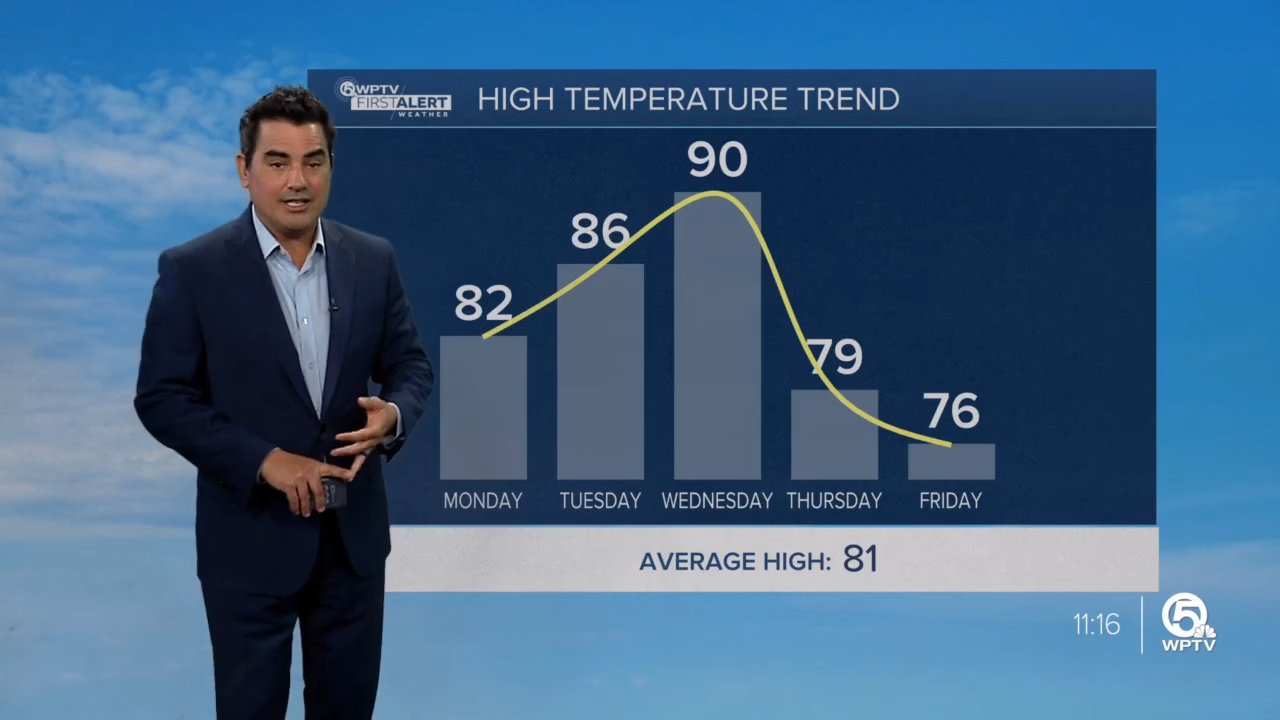 5 WPTV
FIRST ALERT
WEATHER
HIGH TEMPERATURE TREND
82
86
90
79
76
MONDAY
TUESDAY
WEDNESDAY
THURSDAY
FRIDAY
AVERAGE HIGH: 81
11:16
5
WPTV